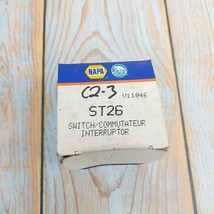 NAPA
C2-3
V11046
ST26
SWITCH/COMMUTATEUR
INTERRUPTOR